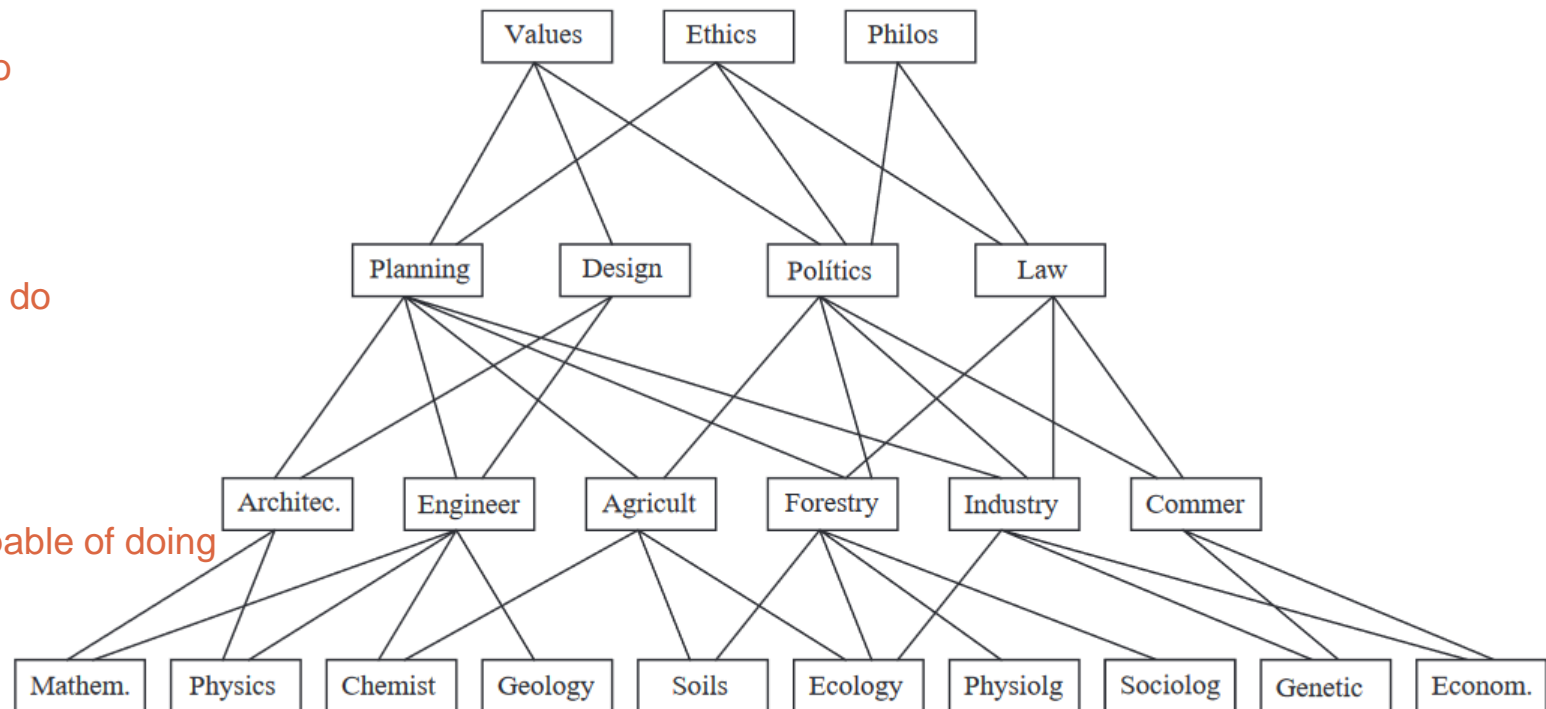 Values Ethics Philos
o
Planning Design Polítics Law
do
Architec. Engineer Agricult Forestry Industry Commer
able of doing
Mathem. Physics Chemist Geology Soils Ecology Physiolg Sociolog Genetic Econom.